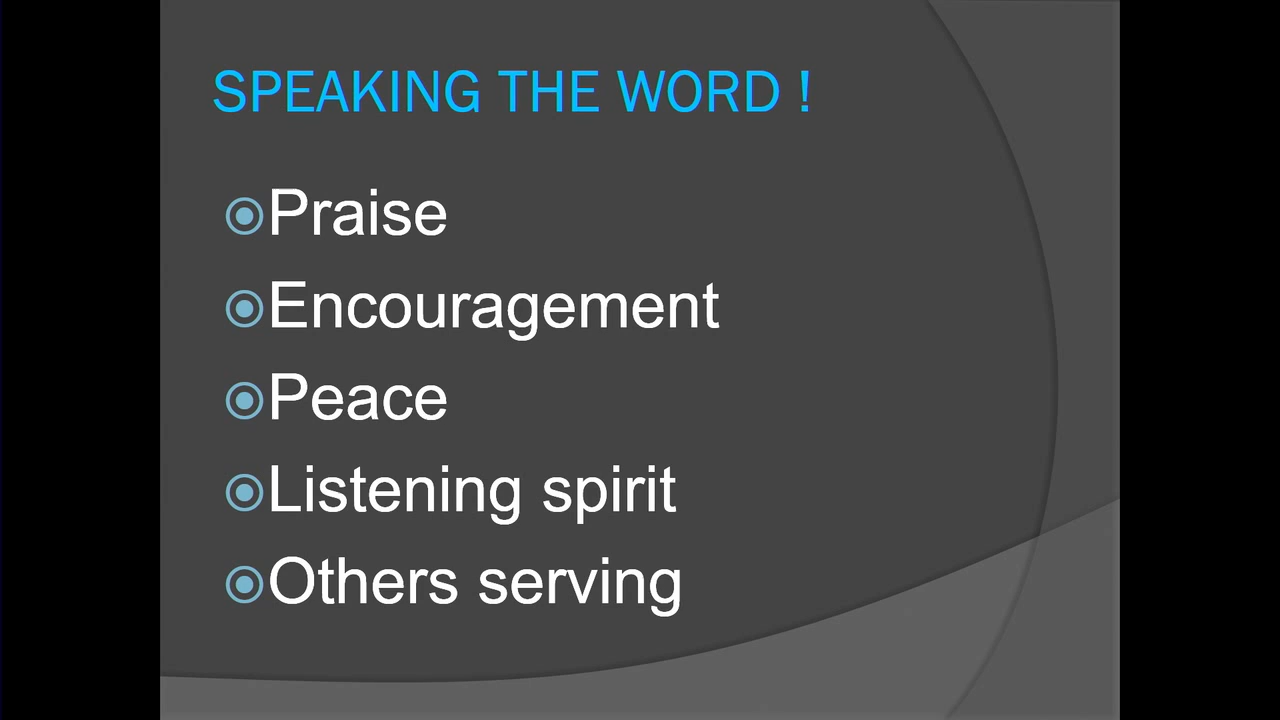 SPEAKING THE WORD !
Praise
Encouragement
Peace
Listening spirit
Others serving